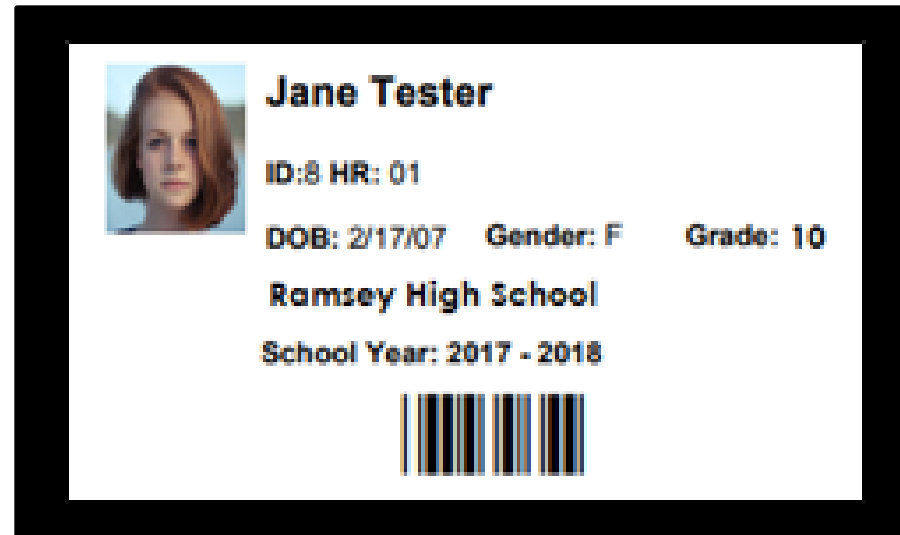 Jane Tester
ID:8 HR: 01
DOB: 2/17/07 Gender: F Grade: 10
Ramsey High School
School Year: 2017 - 2018